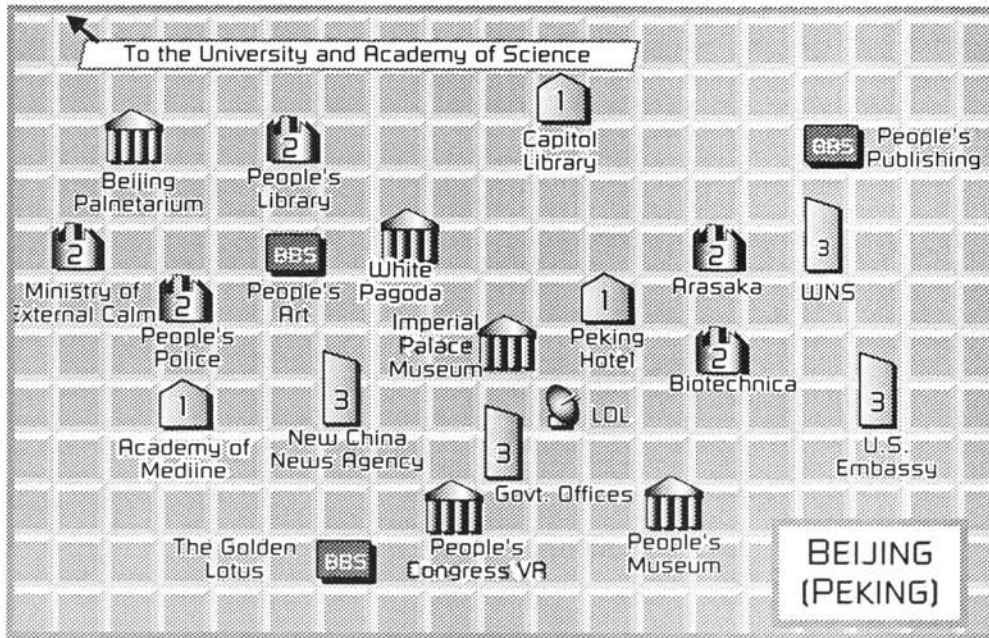 To the University and Academy of Science
1
Capitol
Library
BBS
People's
Publishing
Beijing
Palnetarium
2
People's
Library
2
Ministry of
External Calm
2
People's
Police
BBS
People's
Art
White
Pagoda
2
Arasaka
3
WNS
Imperial
Palace
Museum
1
Peking
Hotel
2
Biotechnica
1
Academy of
Mediine
3
New China
News Agency
3
Govt. Offices
LDL
3
U.S.
Embassy
The Golden
Lotus
BBS
People's
Congress VR
People's
Museum
BEIJING
(PEKING)